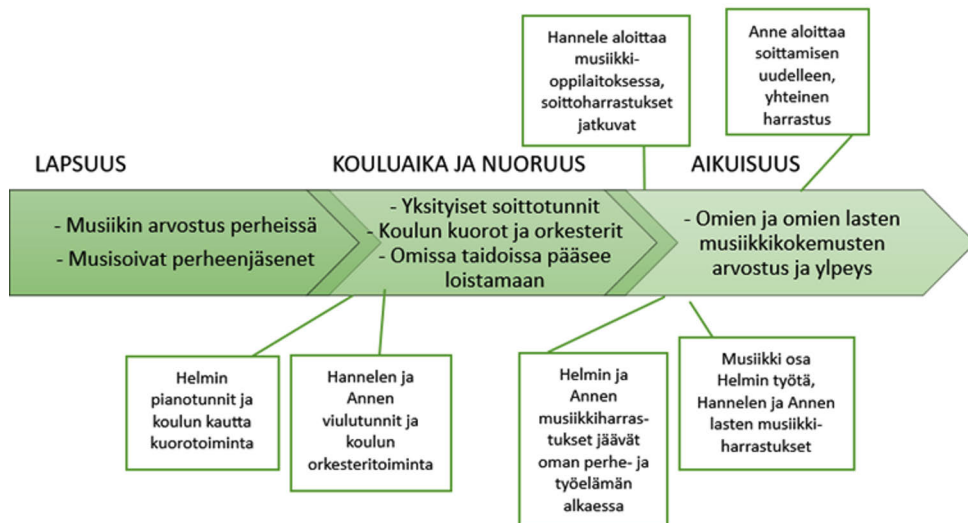 Hannele aloittaa
musiikki-
oppilaitoksessa,
soittoharrastukset
jatkuvat
Anne aloittaa
soittamisen
uudelleen,
yhteinen
harrastus
LAPSUUS
KOULUAIKA JA NUORUUS
AIKUISUUS
- Musiikin arvostus perheissä
- Musisoivat perheenjäsenet
- Yksityiset soittotunnit
- Koulun kuorot ja orkesterit
- Omissa taidoissa pääsee
loistamaan
- Omien ja omien lasten
musiikkikokemusten
arvostus ja ylpeys
Helmin
pianotunnit ja
koulun kautta
kuorotoiminta
Hannelen ja
Annen
viulutunnit ja
koulun
orkesteritoiminta
Helmin ja
Annen
musiikkiharras-
tukset jäävät
oman perhe- ja
työelämän
alkaessa
Musiikki osa
Helmin työtä,
Hannelen ja Annen
lasten musiikki-
harrastukset